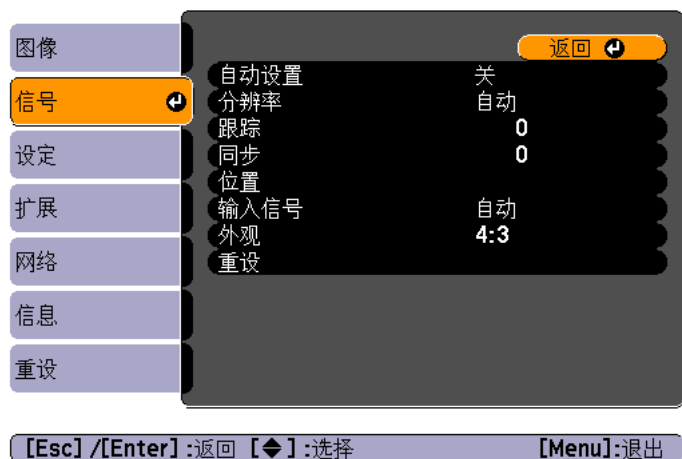 图像
信号
设定
扩展
网络
信息
重设
返回
自动设置 关
分辨率 自动
跟踪 0
同步 0
位置
输入信号 自动
外观 4:3
重设
[Esc] /[Enter] :返回 [◆] :选择 [Menu]:退出